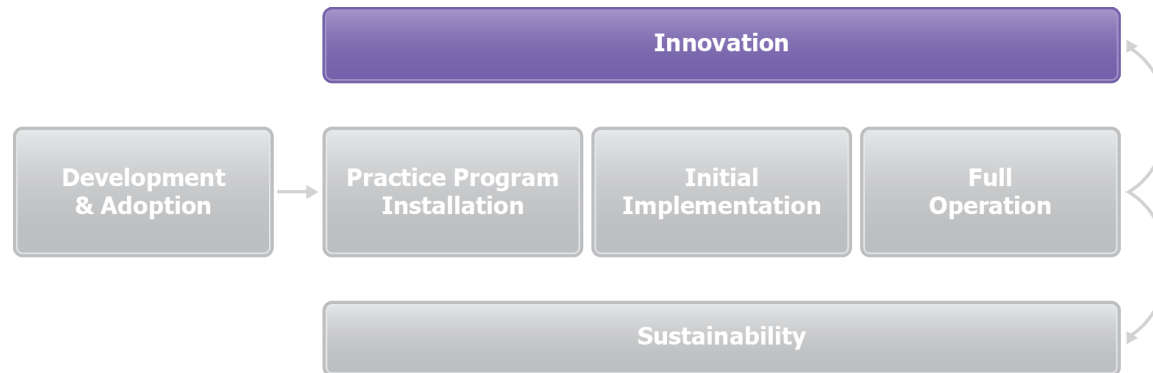 Innovation
Development
& Adoption
Practice Program
Installation
Initial
Implementation
Full
Operation
Sustainability